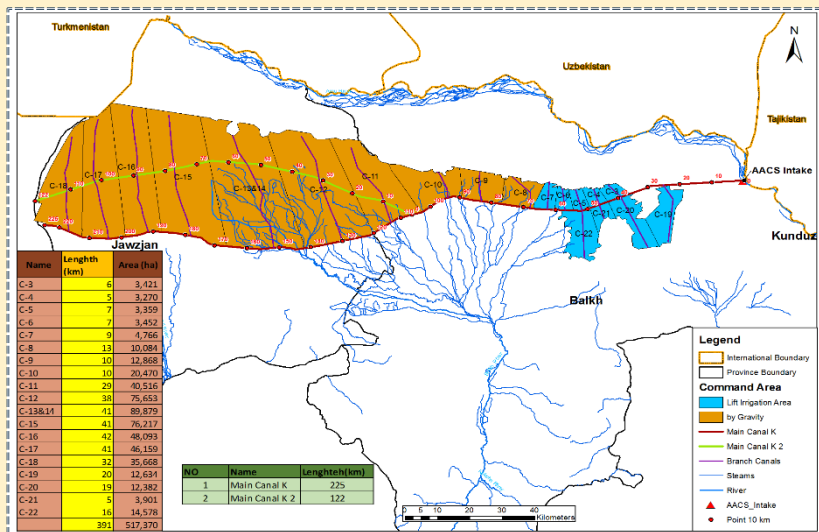 Turkmenistan
Uzbekistan
N
Tajikistan
AACS Intake
Kunduz
Jawzjan
Balkh
C-18
C-17
C-16
C-15
C-13&14
C-12
C-11
C-10
C-9
C-8
C-7
C-6
C-5
C-4
C-3
C-22
C-21
C-20
C-19
Name Lenghth (km) Area (ha)
C-3 6 3,421
C-4 5 3,270
C-5 7 3,359
C-6 7 3,452
C-7 9 4,766
C-8 13 10,084
C-9 10 12,868
C-10 10 20,470
C-11 29 40,516
C-12 38 75,653
C-13&14 41 89,879
C-15 41 76,217
C-16 42 48,093
C-17 41 46,159
C-18 32 35,668
C-19 20 12,634
C-20 19 12,382
C-21 5 3,901
C-22 16 14,578
391 517,370
NO Name Lenghteh(km)
1 Main Canal K 225
2 Main Canal K 2 122
Legend
International Boundary
Province Boundary
Command Area
Lift Irrigation Area
by Gravity
Main Canal K
Main Canal K 2
Branch Canals
Steams
River
AACS_Intake
Point 10 km
0 5 10 20 30 40
Kilometers